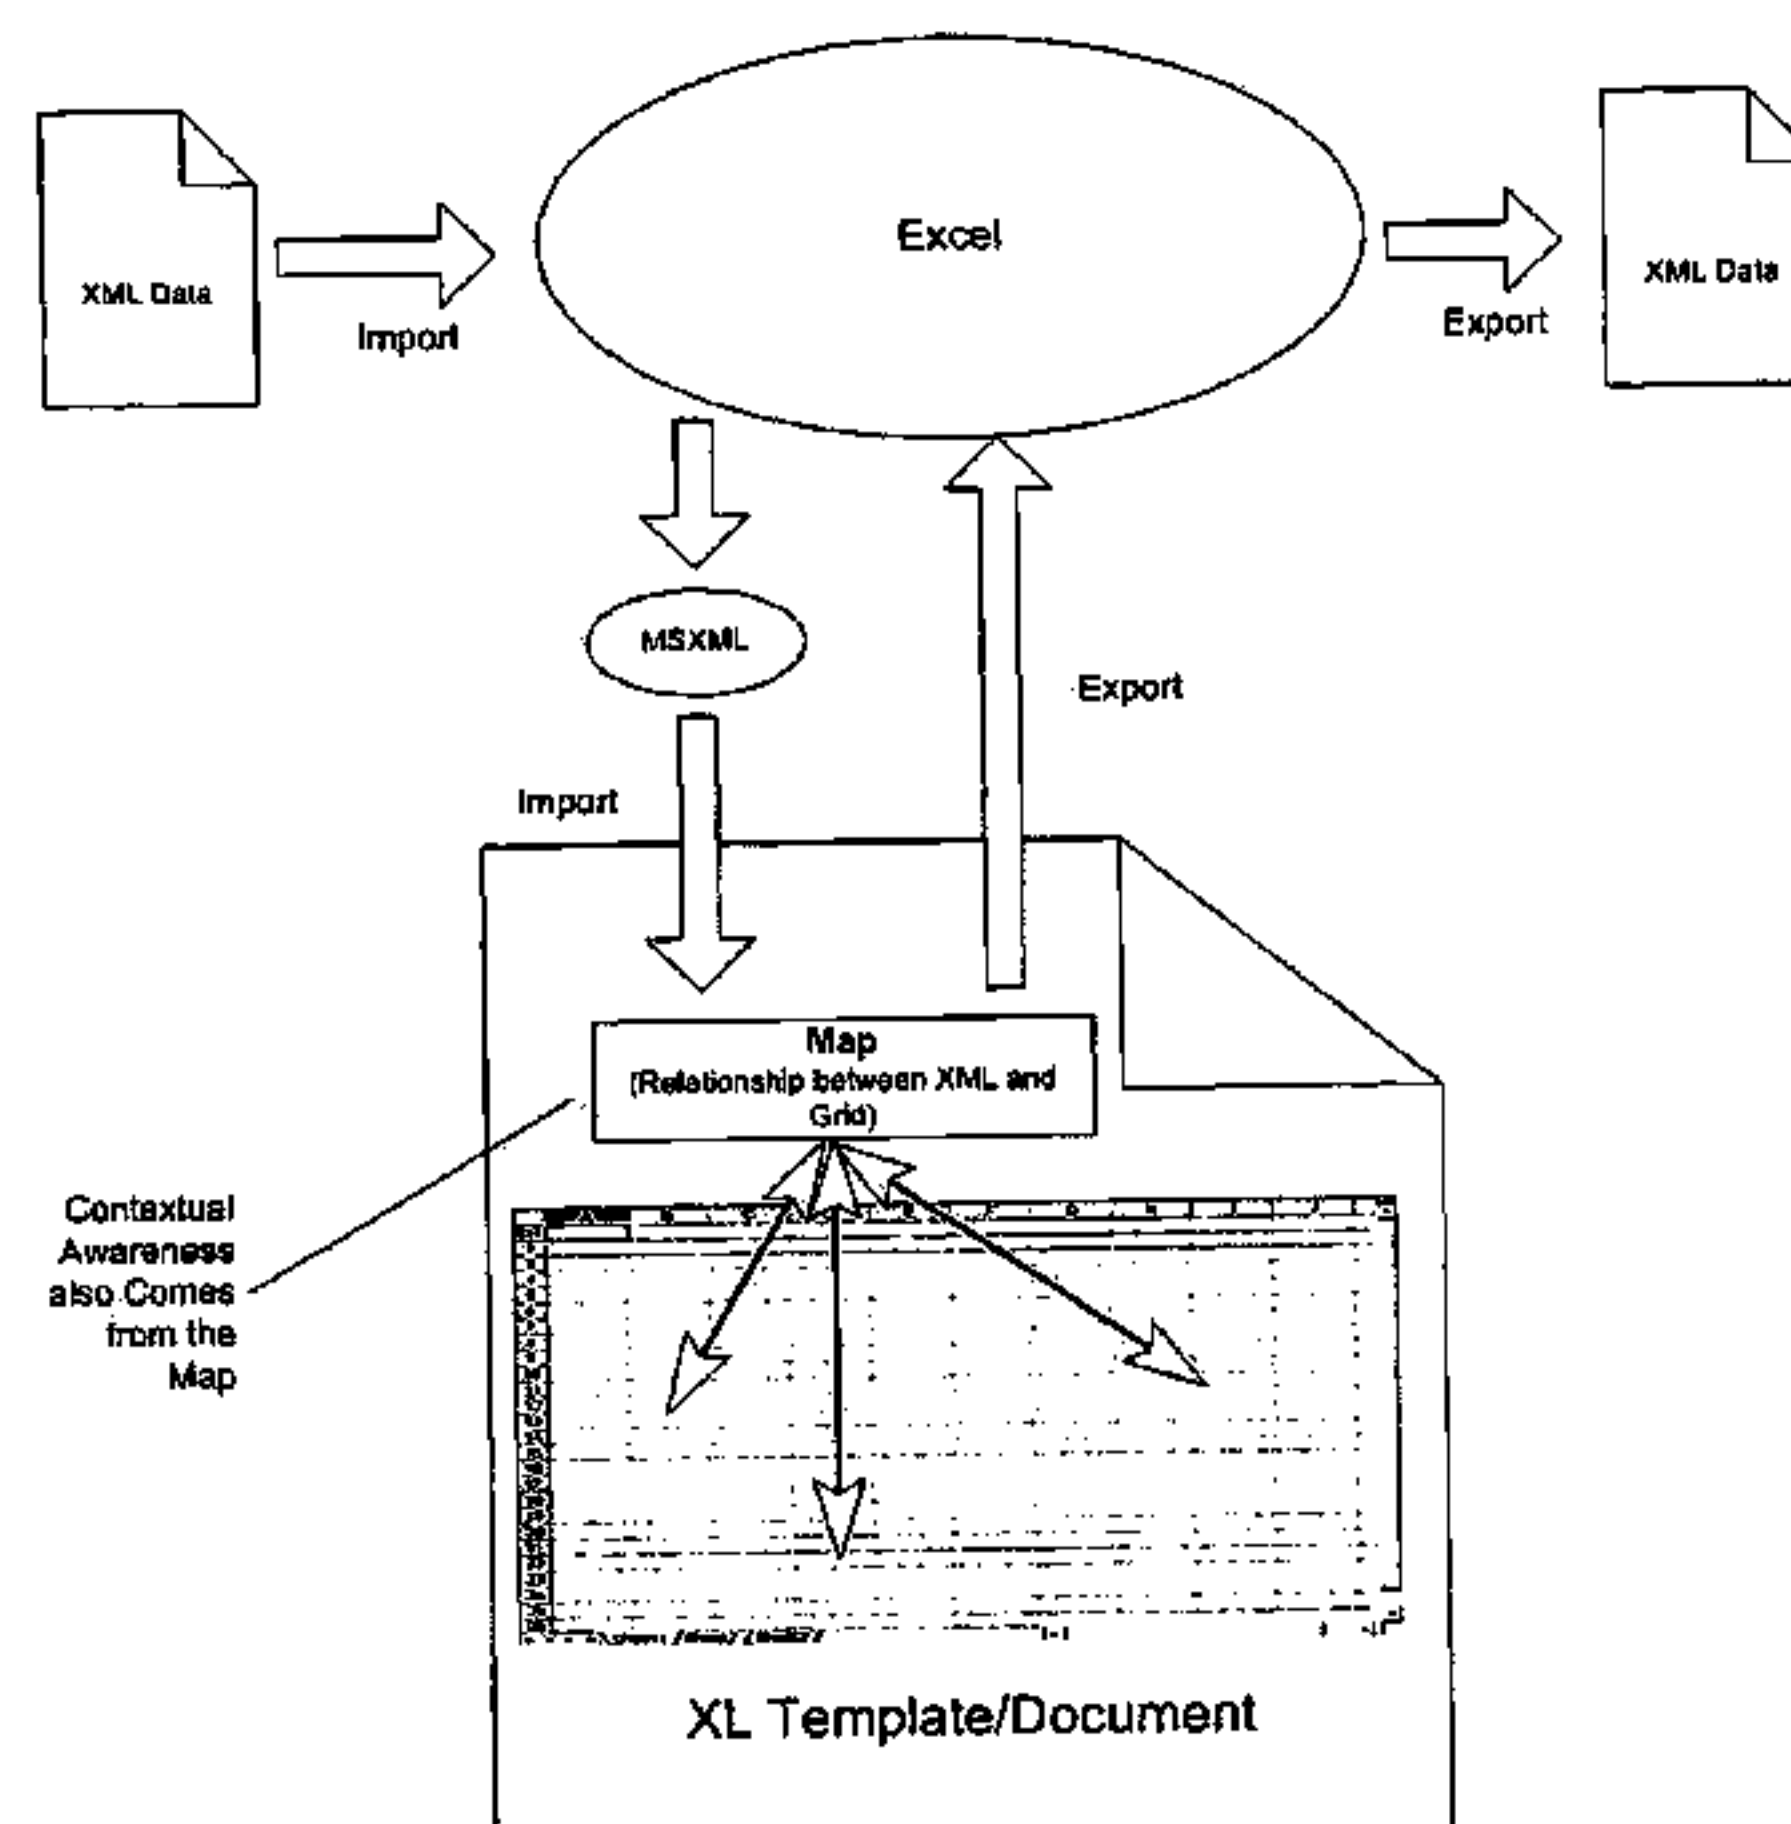 Excel
XML Data
XML Data
Import
Export
MSXML
Export
Import
Map
(Relationship between XML and
Grid)
Contextual
Awareness
also Comes
from the
Map
XL Template/Document